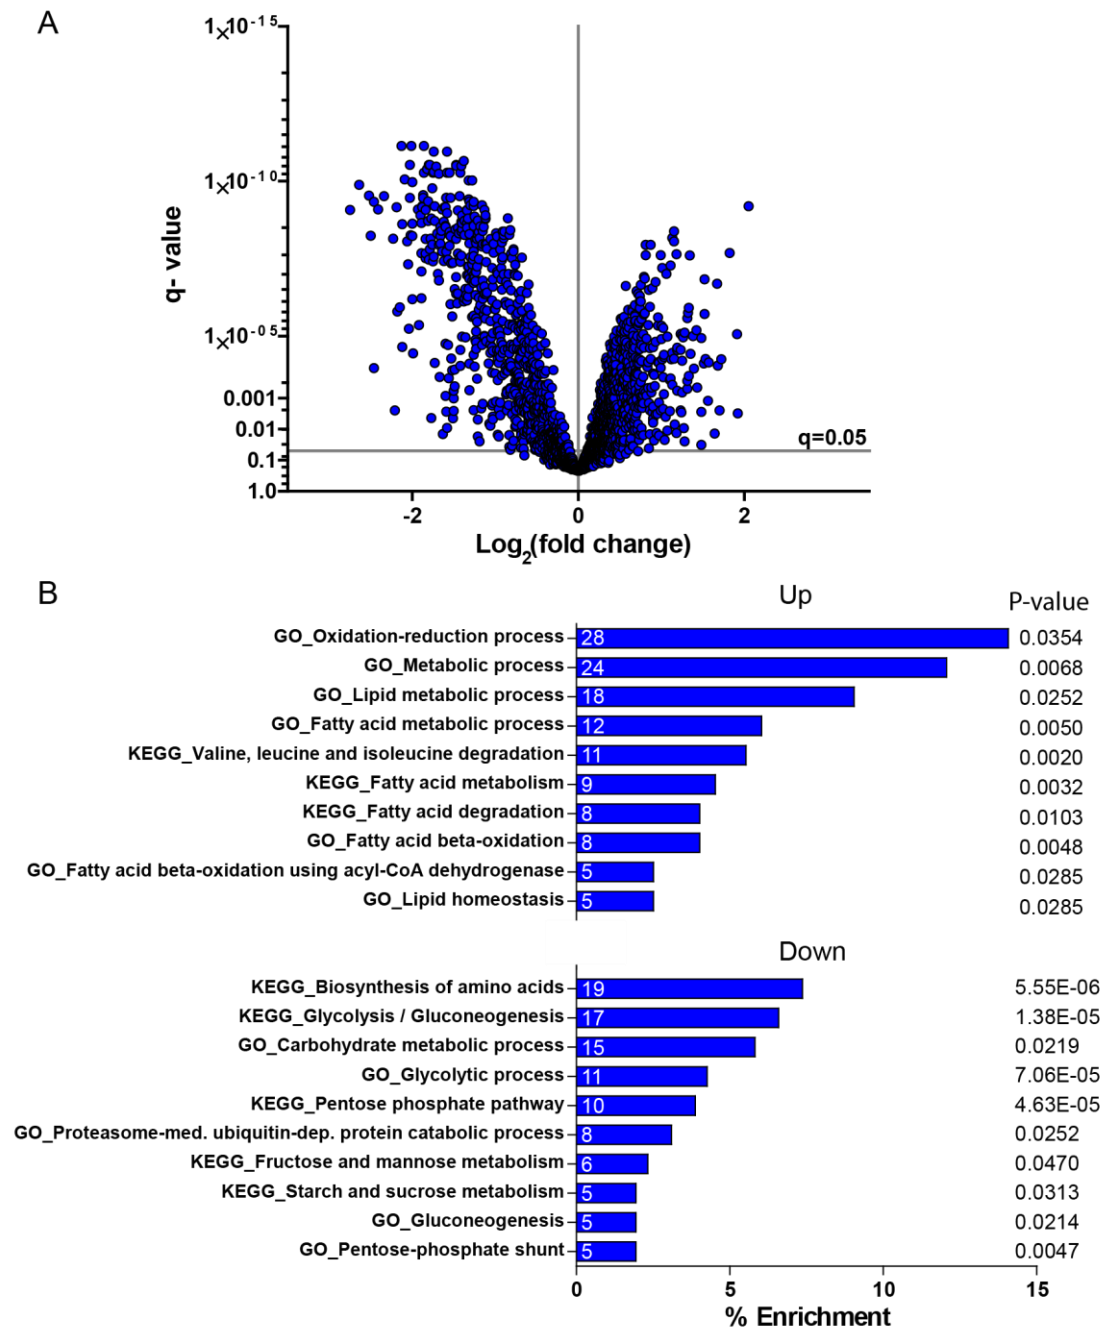 A
1×10-15
1×10-10
1×10-05
0.001
0.01
0.1
1.0
q- value
q=0.05
-2 0 2
Log2(fold change)
B
Up P-value
GO_Oxidation-reduction process 28 0.0354
GO_Metabolic process 24 0.0068
GO_Lipid metabolic process 18 0.0252
GO_Fatty acid metabolic process 12 0.0050
KEGG_Valine, leucine and isoleucine degradation 11 0.0020
KEGG_Fatty acid metabolism 9 0.0032
KEGG_Fatty acid degradation 8 0.0103
GO_Fatty acid beta-oxidation 8 0.0048
GO_Fatty acid beta-oxidation using acyl-CoA dehydrogenase 5 0.0285
GO_Lipid homeostasis 5 0.0285
Down
KEGG_Biosynthesis of amino acids 19 5.55E-06
KEGG_Glycolysis / Gluconeogenesis 17 1.38E-05
GO_Carbohydrate metabolic process 15 0.0219
GO_Glycolytic process 11 7.06E-05
KEGG_Pentose phosphate pathway 10 4.63E-05
GO_Proteasome-med. ubiquitin-dep. protein catabolic process 8 0.0252
KEGG_Fructose and mannose metabolism 6 0.0470
KEGG_Starch and sucrose metabolism 5 0.0313
GO_Gluconeogenesis 5 0.0214
GO_Pentose-phosphate shunt 5 0.0047
0 5 10 15
% Enrichment